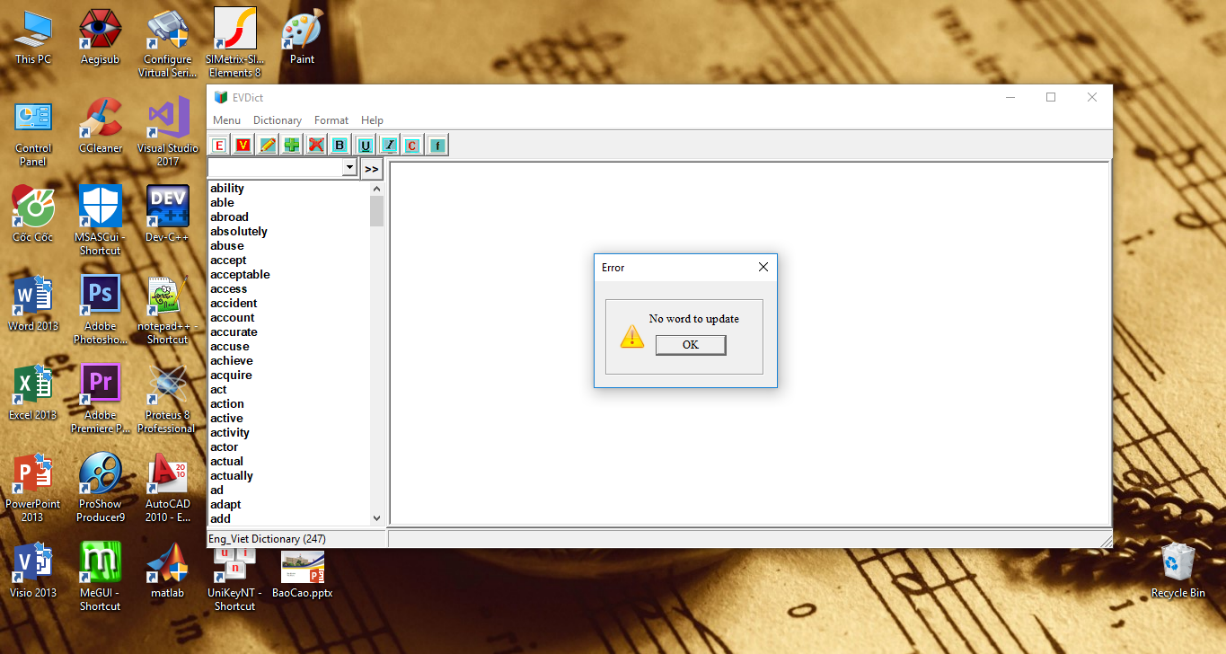 This PC
Aegisub
Configure
Virtual Seri...
SIMetrix-SI...
Elements 8
Paint
Control
Panel
CCleaner
Visual Studio
2017
Cốc Cốc
MSASCui -
Shortcut
DEV
C++
Dev-C++
Word 2013
Ps
Adobe
Photosho...
notepad++ -
Shortcut
Excel 2013
Pr
Adobe
Premiere P...
Proteus 8
Professional
PowerPoint
2013
ProShow
Producer9
2010
AutoCAD
2010 - E...
Visio 2013
MeGUI -
Shortcut
matlab
u i
n
UniKeyNT -
Shortcut
BaoCao.pptx
Recycle Bin
EVDict
Menu Dictionary Format Help
E V B U I C f
>>
ability
able
abroad
absolutely
abuse
accept
acceptable
access
accident
account
accurate
accuse
achieve
acquire
act
action
active
activity
actor
actual
actually
ad
adapt
add
Eng_Viet Dictionary (247)
Error
No word to update
OK